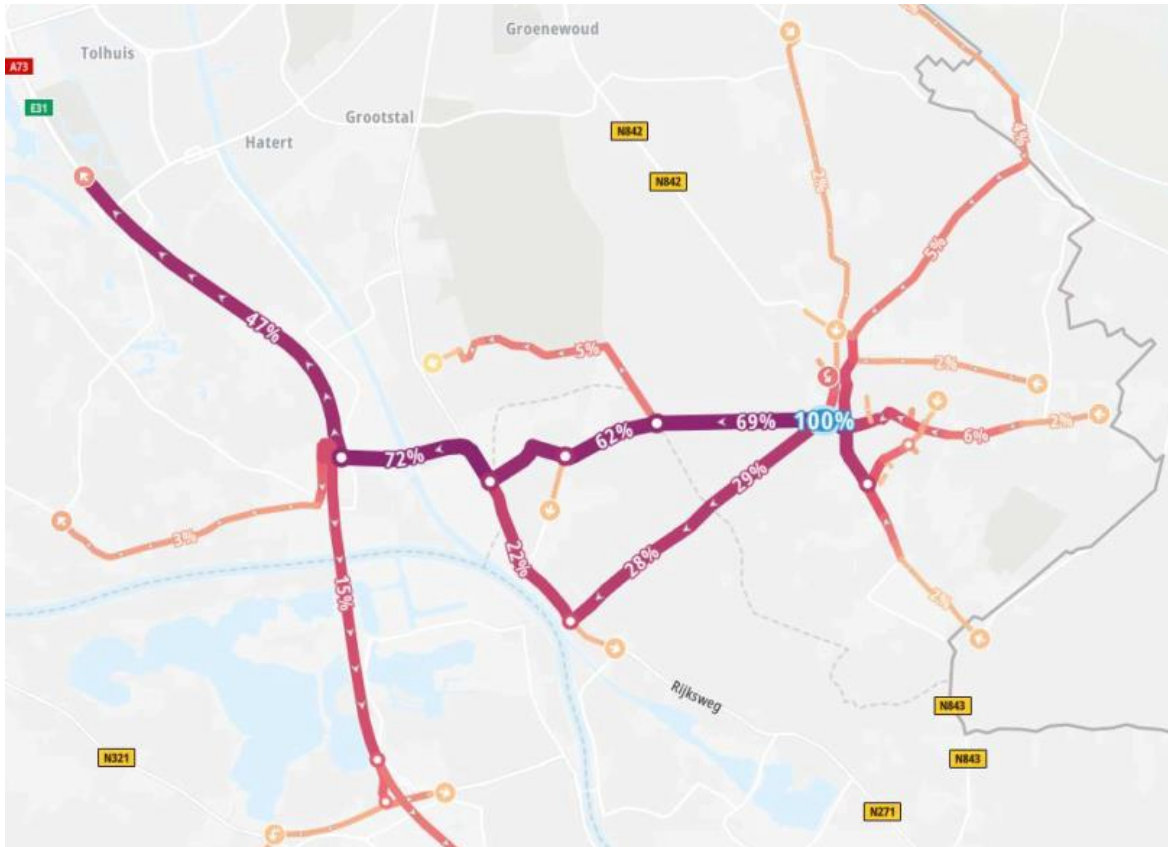 Groenewoud
Tolhuis
A73
E31
4%
Grootstal
N842
Hatert
N842
2%
5%
47%
5%
2%
2%
69%
100%
62%
6%
72%
29%
3%
22%
28%
15%
2%
Rijksweg
N843
N321
N843
N271